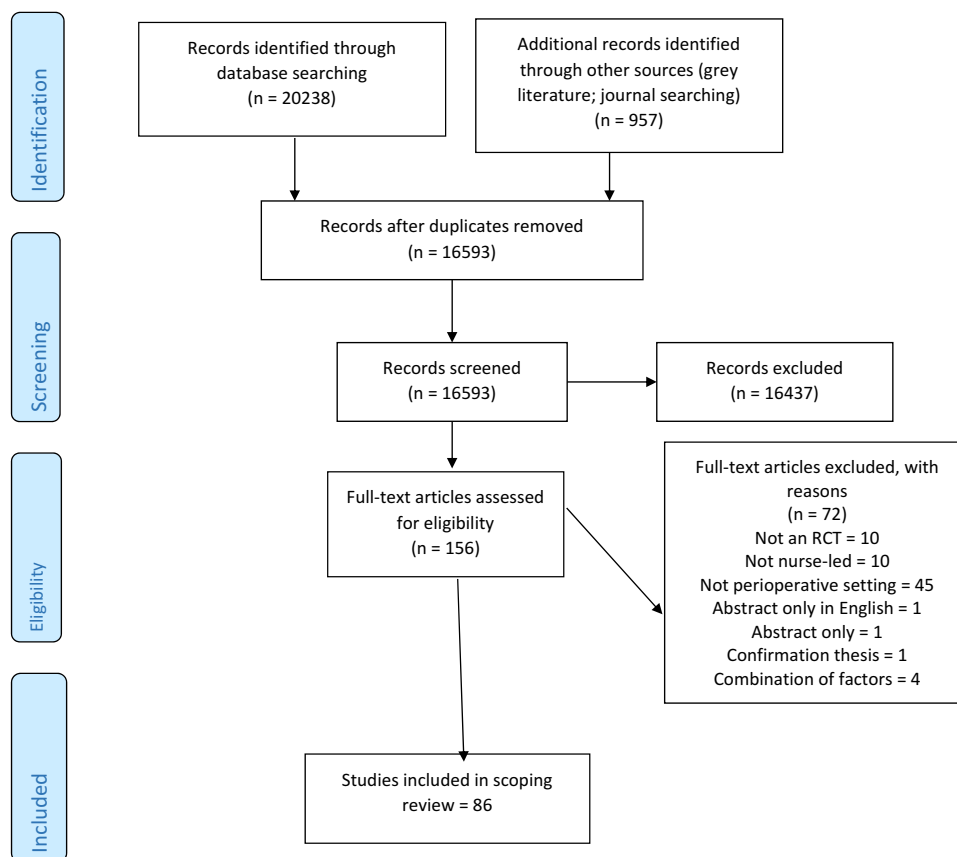 Identification
Records identified through
database searching
(n = 20238)
Additional records identified
through other sources (grey
literature; journal searching)
(n = 957)
Records after duplicates removed
(n = 16593)
Screening
Records screened
(n = 16593)
Records excluded
(n = 16437)
Eligibility
Full-text articles assessed
for eligibility
(n = 156)
Full-text articles excluded, with
reasons
(n = 72)
Not an RCT = 10
Not nurse-led = 10
Not perioperative setting = 45
Abstract only in English = 1
Abstract only = 1
Confirmation thesis = 1
Combination of factors = 4
Included
Studies included in scoping
review = 86